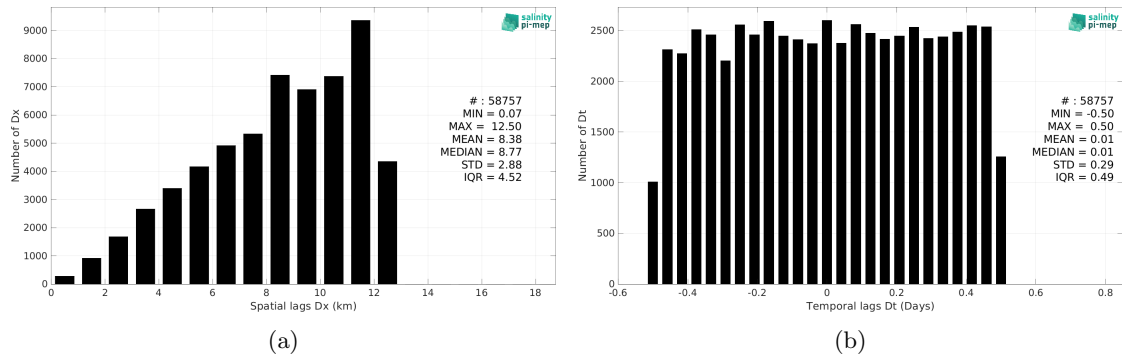 9000
8000
7000
6000
5000
4000
3000
2000
1000
0
Number of Dx
0 2 4 6 8 10 12 14 16 18
Spatial lags Dx (km)
salinity
pi-mep
# : 58757
MIN = 0.07
MAX = 12.50
MEAN = 8.38
MEDIAN = 8.77
STD = 2.88
IQR = 4.52
(a)
2500
2000
1500
1000
500
0
Number of Dt
-0.6 -0.4 -0.2 0 0.2 0.4 0.6 0.8
Temporal lags Dt (Days)
salinity
pi-mep
# : 58757
MIN = -0.50
MAX = 0.50
MEAN = 0.01
MEDIAN = 0.01
STD = 0.29
IQR = 0.49
(b)